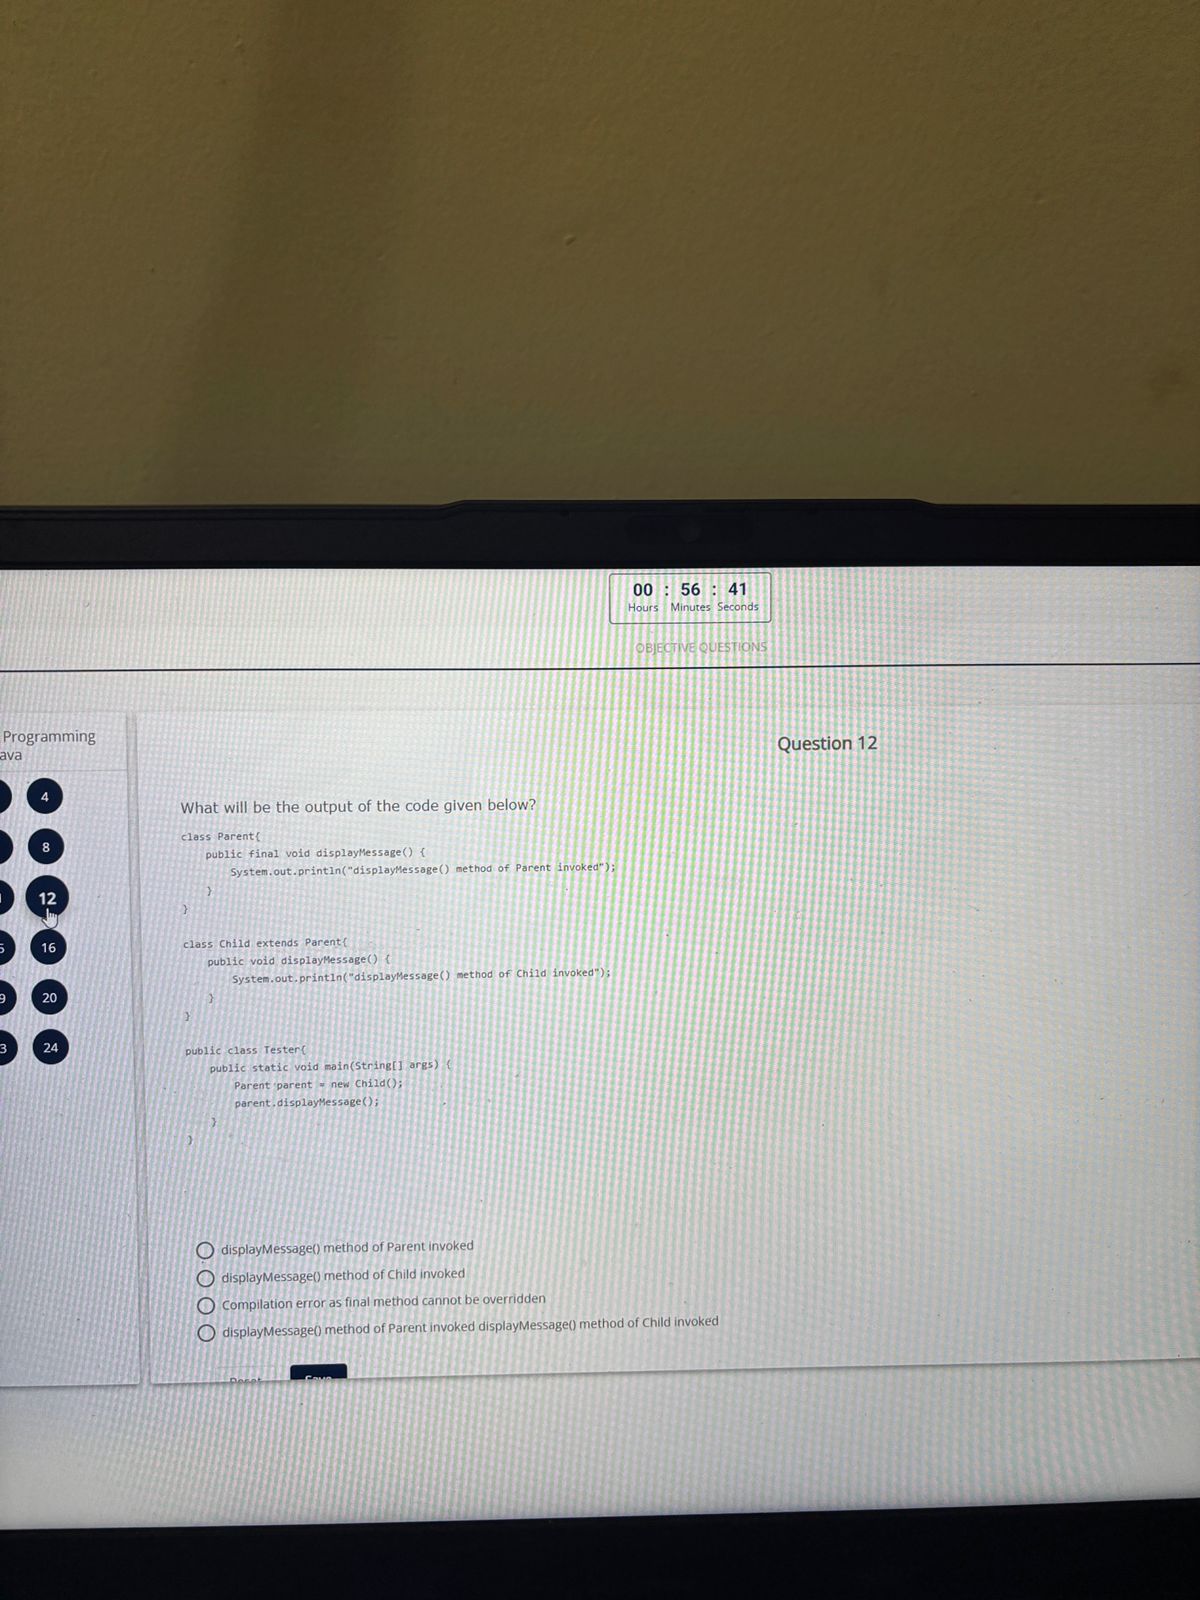 00 : 56 : 41
Hours Minutes Seconds
OBJECTIVE QUESTIONS
Programming
ava
4
8
12
5
16
9
20
3
24
Question 12
What will be the output of the code given below?
class Parent{
public final void displayMessage() {
System.out.println("displayMessage() method of Parent invoked");
}
}
class Child extends Parent{
public void displayMessage() {
System.out.println("displayMessage() method of Child invoked");
}
}
public class Tester{
public static void main(String[] args) {
Parent parent = new Child();
parent.displayMessage();
}
}
displayMessage() method of Parent invoked
displayMessage() method of Child invoked
Compilation error as final method cannot be overridden
displayMessage() method of Parent invoked displayMessage() method of Child invoked
Reset
Save